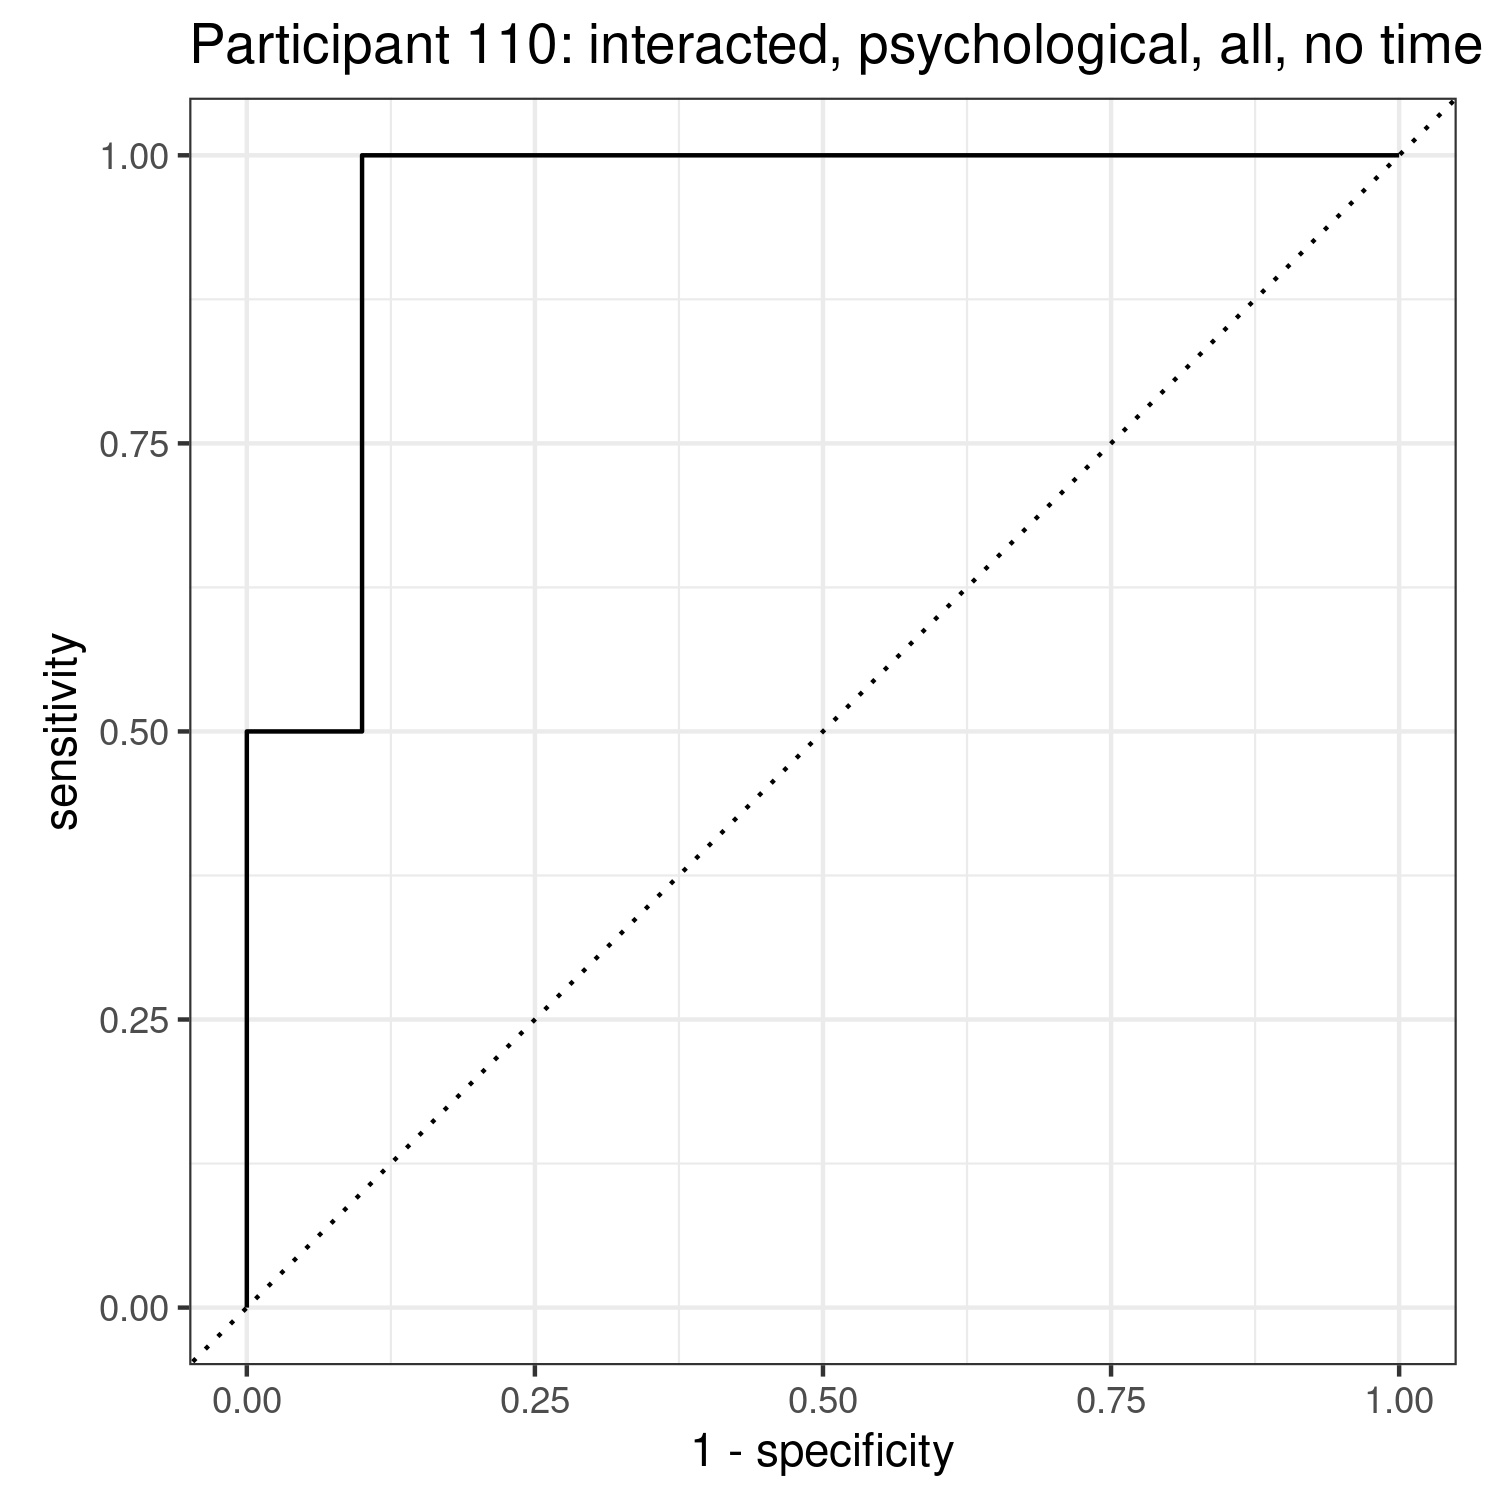 Participant 110: interacted, psychological, all, no time
1.00
0.75
0.50
0.25
0.00
sensitivity
0.00 0.25 0.50 0.75 1.00
1 - specificity